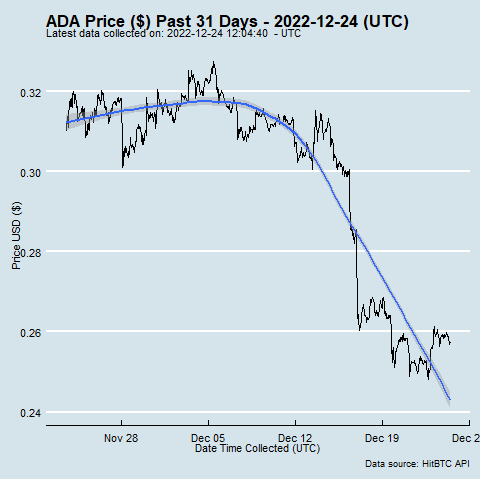 ADA Price ($) Past 31 Days - 2022-12-24 (UTC)
Latest data collected on: 2022-12-24 12:04:40 - UTC
Price USD ($)
0.32
0.30
0.28
0.26
0.24
Nov 28 Dec 05 Dec 12 Dec 19 Dec 2
Date Time Collected (UTC)
Data source: HitBTC API